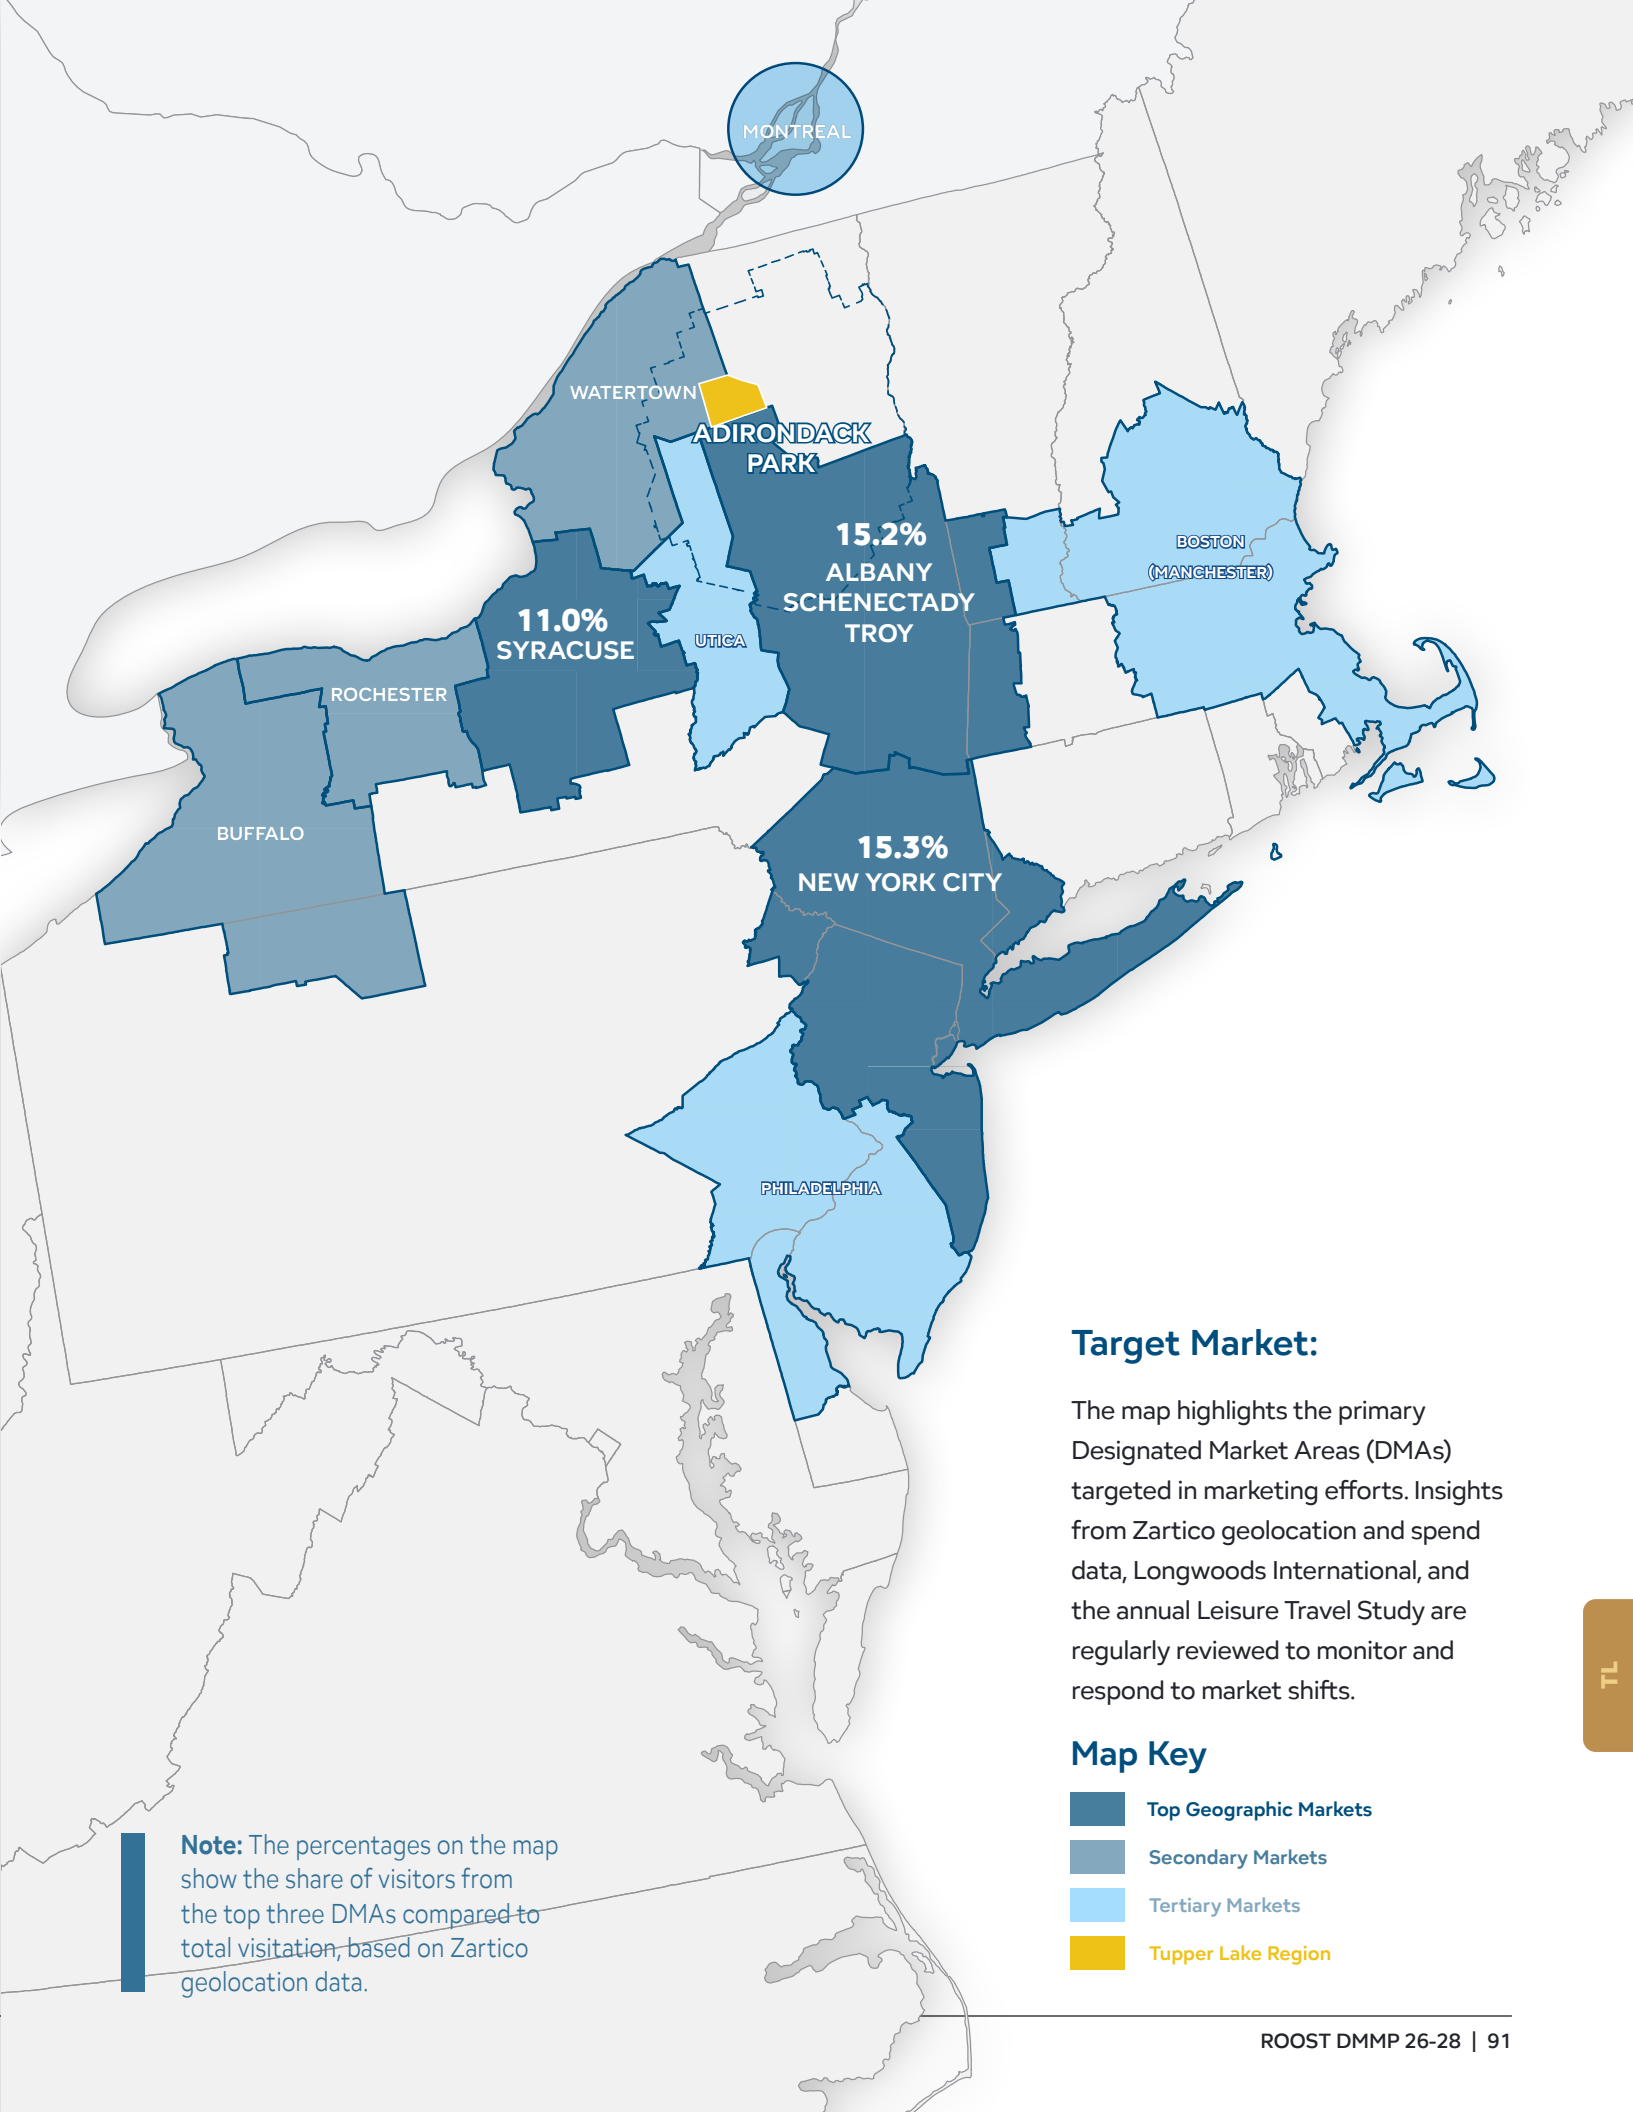 MONTREAL
WATERTOWN
ADIRONDACK
PARK
15.2%
ALBANY
SCHENECTADY
TROY
BOSTON
(MANCHESTER)
11.0%
SYRACUSE
UTICA
ROCHESTER
BUFFALO
15.3%
NEW YORK CITY
PHILADELPHIA
Target Market:
The map highlights the primary
Designated Market Areas (DMAs)
targeted in marketing efforts. Insights
from Zartico geolocation and spend
data, Longwoods International, and
the annual Leisure Travel Study are
regularly reviewed to monitor and
respond to market shifts.
TL
Map Key
Top Geographic Markets
Secondary Markets
Tertiary Markets
Tupper Lake Region
Note: The percentages on the map
show the share of visitors from
the top three DMAs compared to
total visitation, based on Zartico
geolocation data.
ROOST DMMP 26-28 | 91